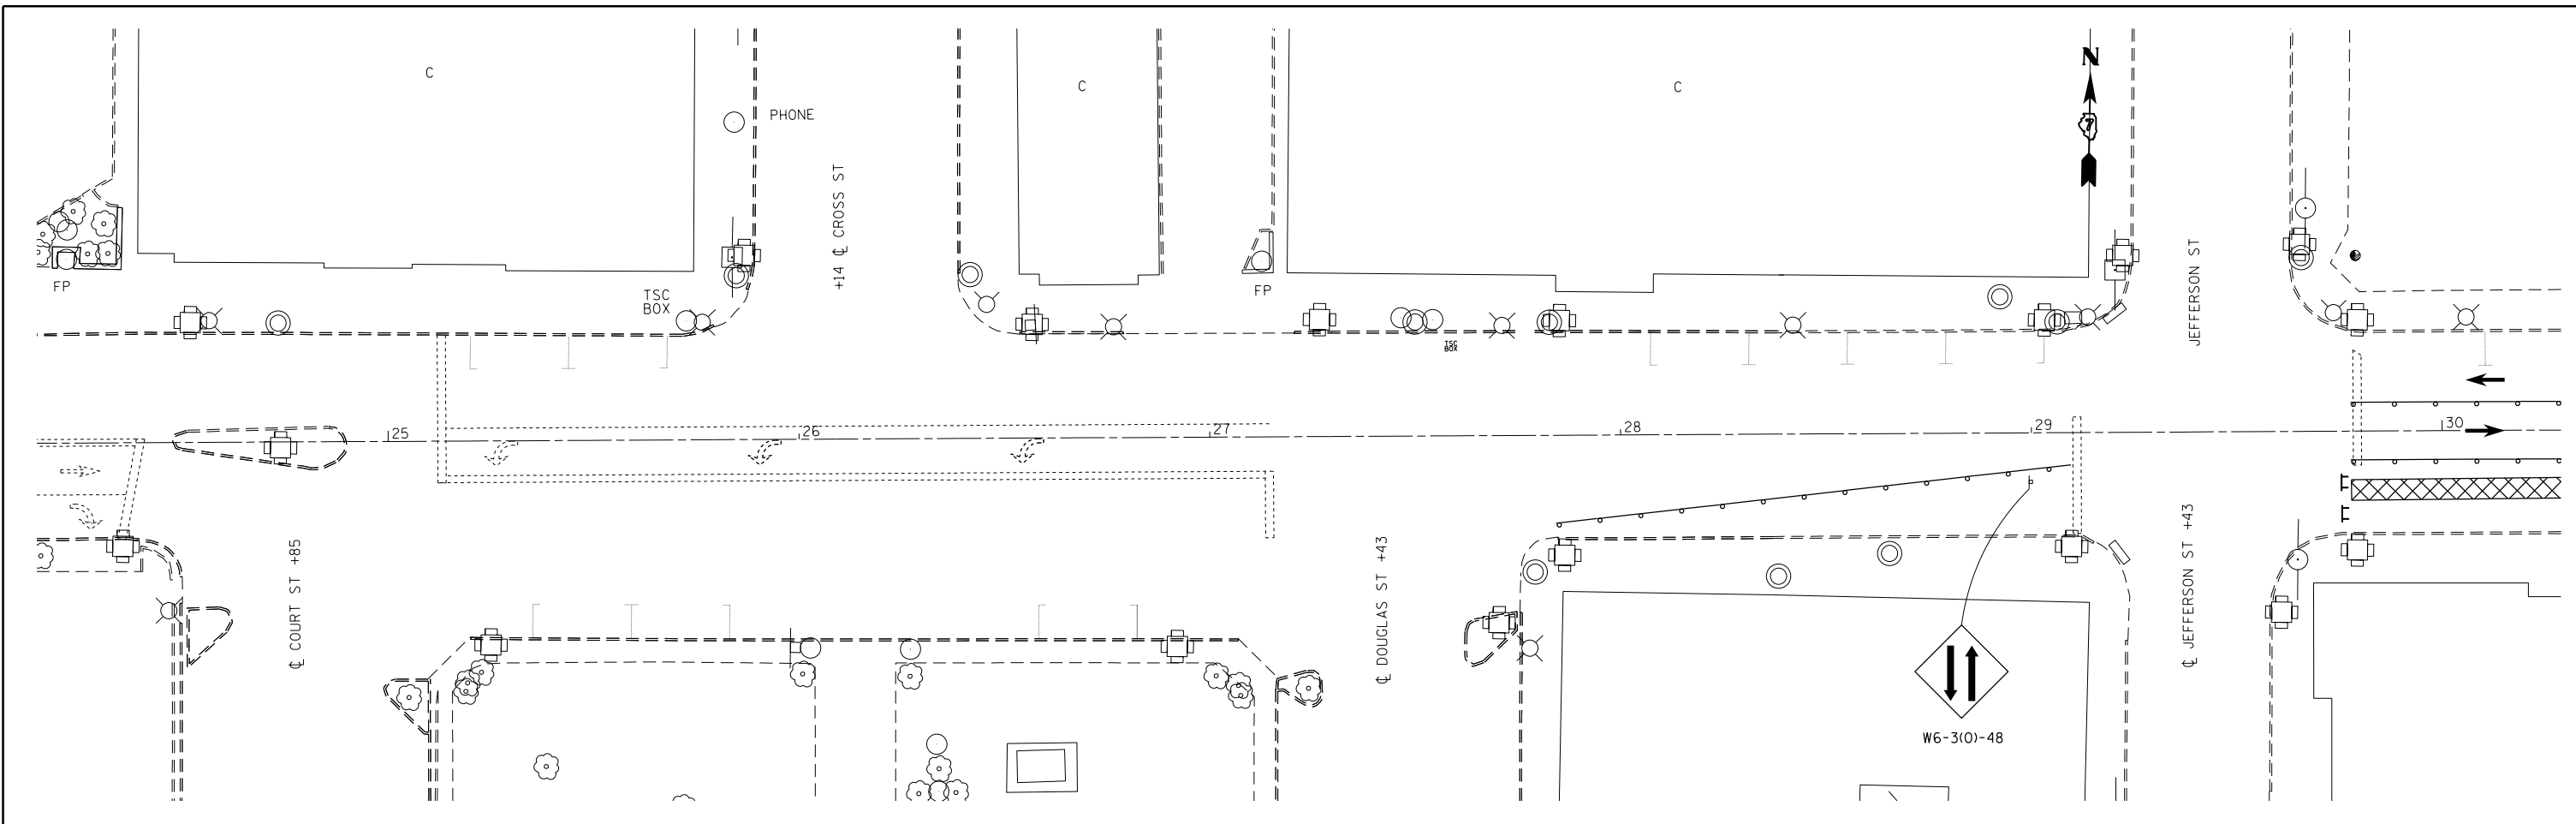 C
C
C
N
7
PHONE
+14 ℄ CROSS ST
JEFFERSON ST
FP
FP
TSC
BOX
TSC
BOX
25
26
27
28
29
30
℄ COURT ST +85
℄ DOUGLAS ST +43
℄ JEFFERSON ST +43
W6-3(O)-48